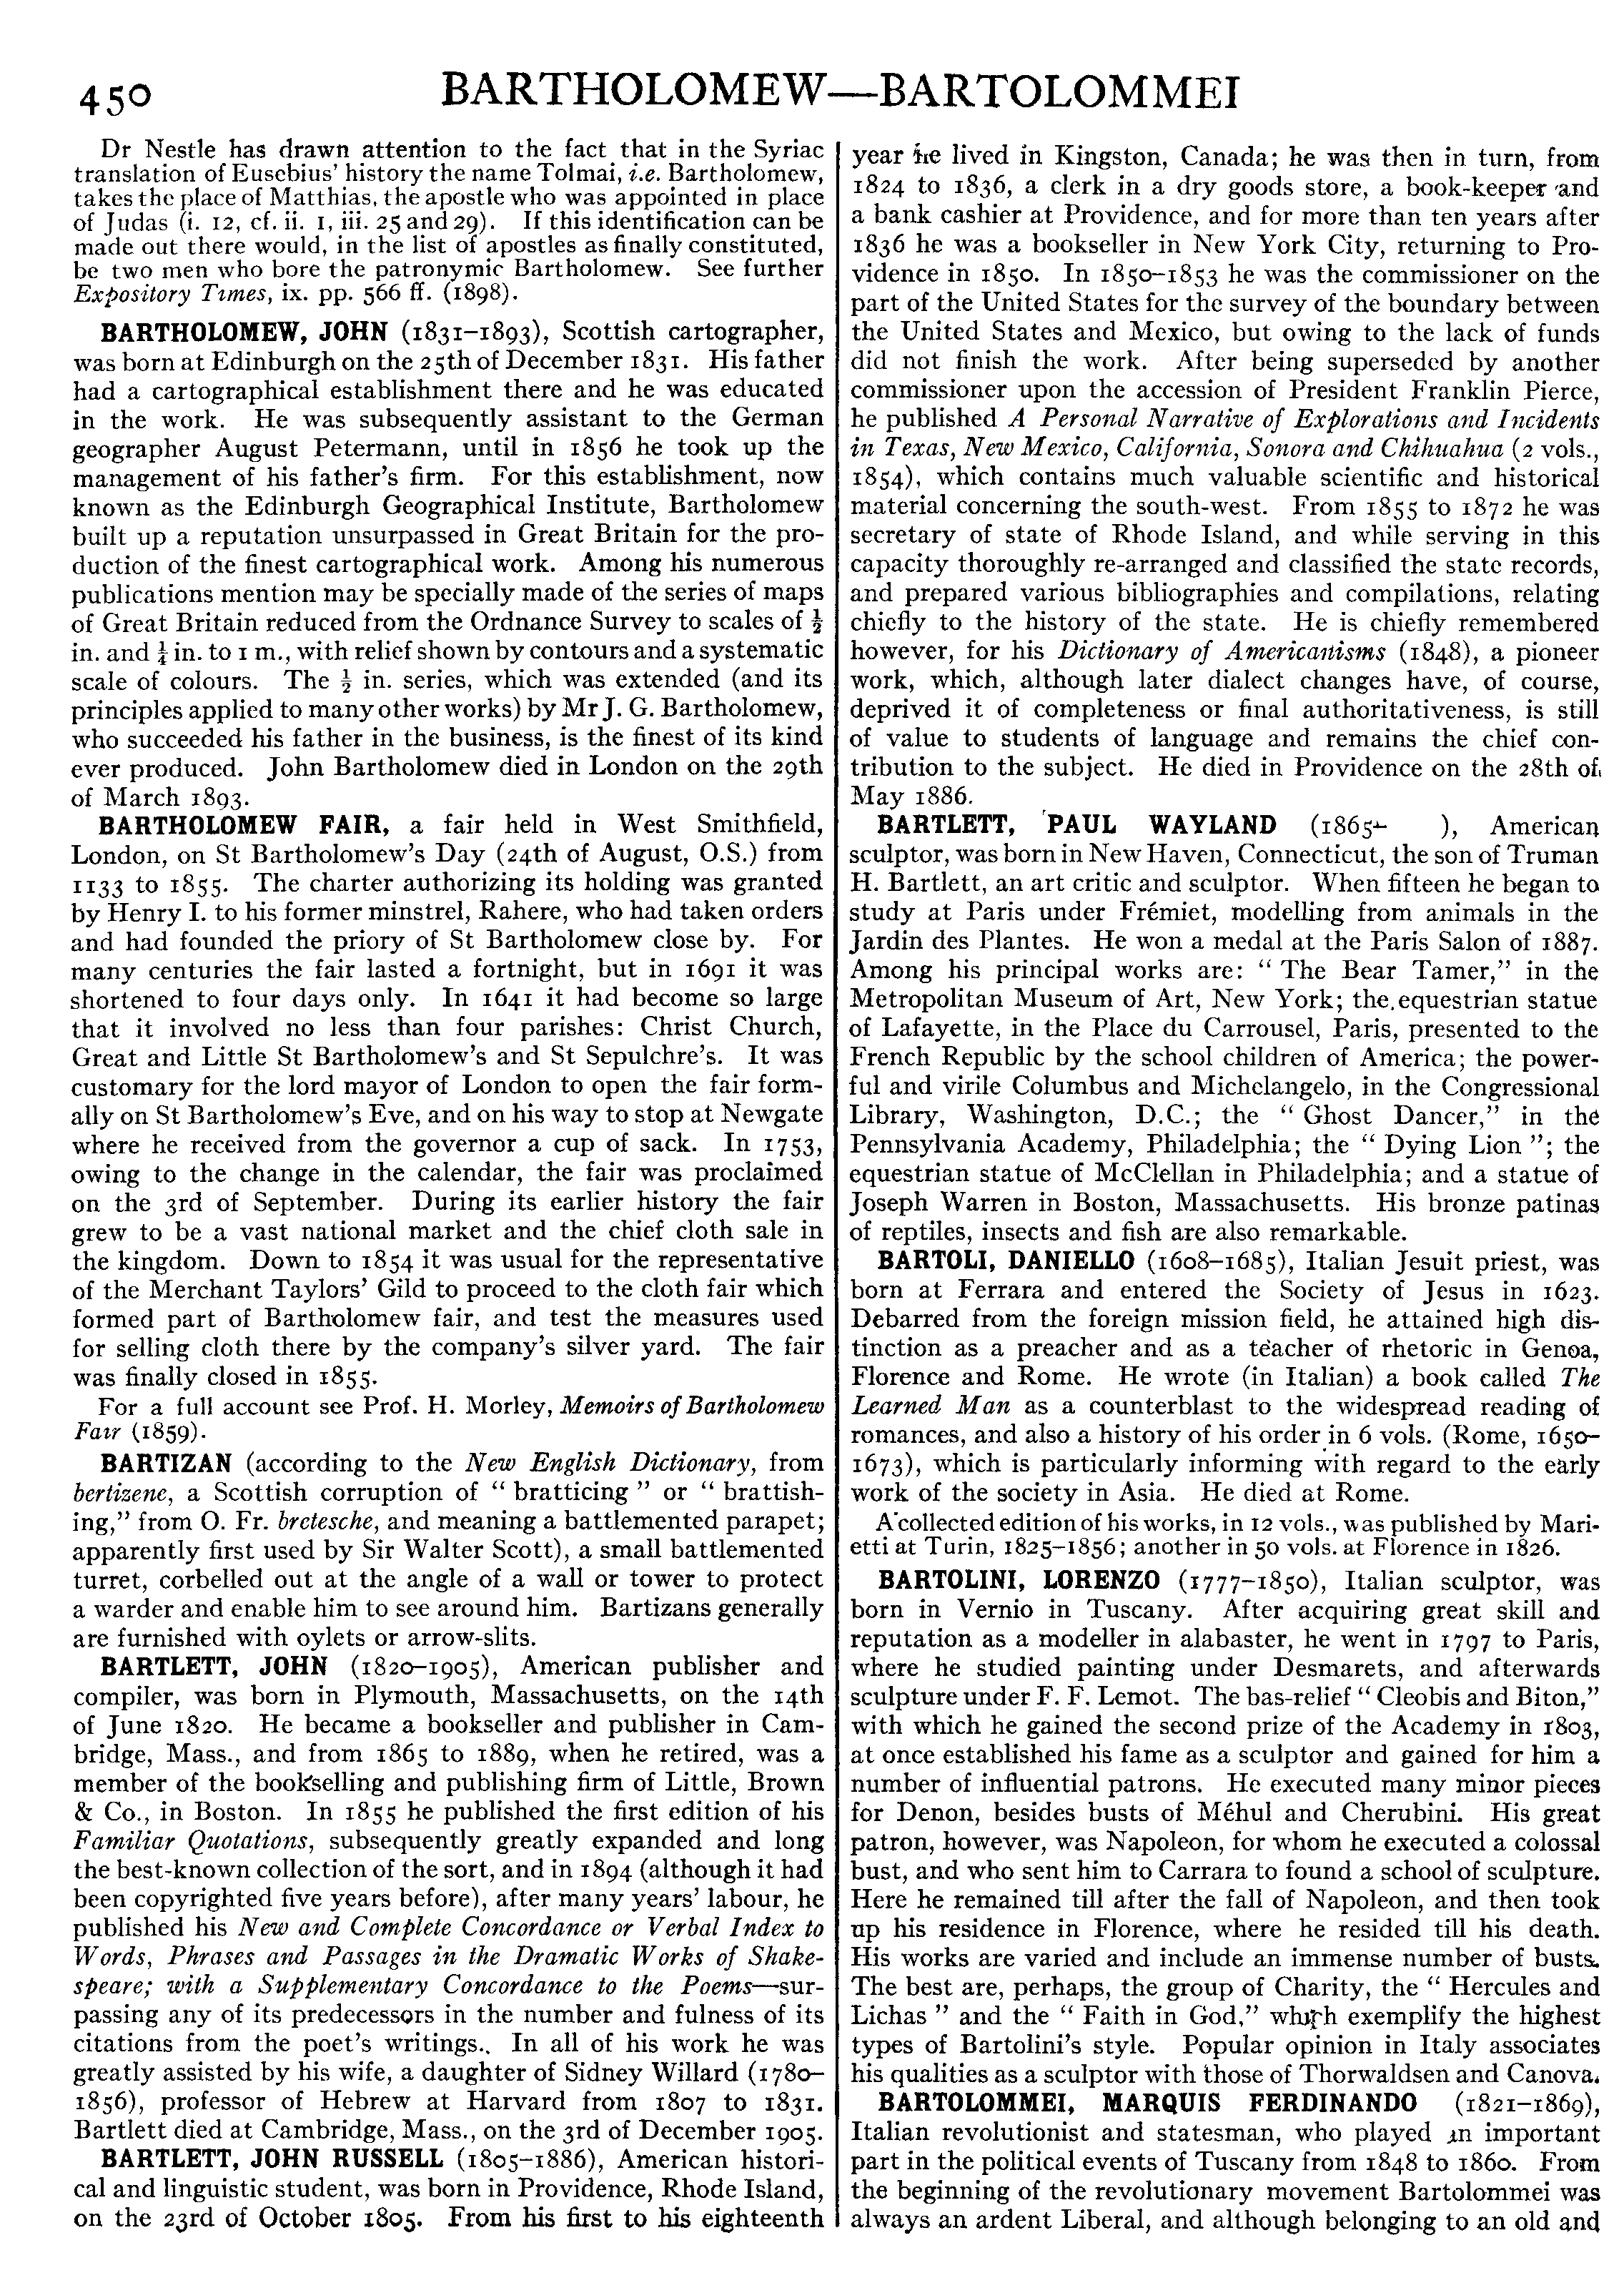 450
BARTHOLOMEW—BARTOLOMMEI
Dr Nestle has drawn attention to the fact that in the Syriac
translation of Eusebius' history the name Tolmai, i.e. Bartholomew,
takes the place of Matthias, the apostle who was appointed in place
of Judas (i. 12, cf. ii. 1, iii. 25 and 29). If this identification can be
made out there would, in the list of apostles as finally constituted,
be two men who bore the patronymic Bartholomew. See further
Expository Times, ix. pp. 566 ff. (1898).
BARTHOLOMEW, JOHN (1831–1893), Scottish cartographer,
was born at Edinburgh on the 25th of December 1831. His father
had a cartographical establishment there and he was educated
in the work. He was subsequently assistant to the German
geographer August Petermann, until in 1856 he took up the
management of his father's firm. For this establishment, now
known as the Edinburgh Geographical Institute, Bartholomew
built up a reputation unsurpassed in Great Britain for the pro-
duction of the finest cartographical work. Among his numerous
publications mention may be specially made of the series of maps
of Great Britain reduced from the Ordnance Survey to scales of ½
in. and ¼ in. to 1 m., with relief shown by contours and a systematic
scale of colours. The ½ in. series, which was extended (and its
principles applied to many other works) by Mr J. G. Bartholomew,
who succeeded his father in the business, is the finest of its kind
ever produced. John Bartholomew died in London on the 29th
of March 1893.
BARTHOLOMEW FAIR, a fair held in West Smithfield,
London, on St Bartholomew's Day (24th of August, O.S.) from
1133 to 1855. The charter authorizing its holding was granted
by Henry I. to his former minstrel, Rahere, who had taken orders
and had founded the priory of St Bartholomew close by. For
many centuries the fair lasted a fortnight, but in 1691 it was
shortened to four days only. In 1641 it had become so large
that it involved no less than four parishes: Christ Church,
Great and Little St Bartholomew's and St Sepulchre's. It was
customary for the lord mayor of London to open the fair form-
ally on St Bartholomew's Eve, and on his way to stop at Newgate
where he received from the governor a cup of sack. In 1753,
owing to the change in the calendar, the fair was proclaimed
on the 3rd of September. During its earlier history the fair
grew to be a vast national market and the chief cloth sale in
the kingdom. Down to 1854 it was usual for the representative
of the Merchant Taylors' Gild to proceed to the cloth fair which
formed part of Bartholomew fair, and test the measures used
for selling cloth there by the company's silver yard. The fair
was finally closed in 1855.
For a full account see Prof. H. Morley, Memoirs of Bartholomew
Fair (1859).
BARTIZAN (according to the New English Dictionary, from
bertizene, a Scottish corruption of “ bratticing ” or “ brattish-
ing,” from O. Fr. bretesche, and meaning a battlemented parapet;
apparently first used by Sir Walter Scott), a small battlemented
turret, corbelled out at the angle of a wall or tower to protect
a warder and enable him to see around him. Bartizans generally
are furnished with oylets or arrow-slits.
BARTLETT, JOHN (1820–1905), American publisher and
compiler, was born in Plymouth, Massachusetts, on the 14th
of June 1820. He became a bookseller and publisher in Cam-
bridge, Mass., and from 1865 to 1889, when he retired, was a
member of the bookselling and publishing firm of Little, Brown
& Co., in Boston. In 1855 he published the first edition of his
Familiar Quotations, subsequently greatly expanded and long
the best-known collection of the sort, and in 1894 (although it had
been copyrighted five years before), after many years' labour, he
published his New and Complete Concordance or Verbal Index to
Words, Phrases and Passages in the Dramatic Works of Shake-
speare; with a Supplementary Concordance to the Poems—sur-
passing any of its predecessors in the number and fulness of its
citations from the poet's writings. In all of his work he was
greatly assisted by his wife, a daughter of Sidney Willard (1780–
1856), professor of Hebrew at Harvard from 1807 to 1831.
Bartlett died at Cambridge, Mass., on the 3rd of December 1905.
BARTLETT, JOHN RUSSELL (1805–1886), American histori-
cal and linguistic student, was born in Providence, Rhode Island,
on the 23rd of October 1805. From his first to his eighteenth
year he lived in Kingston, Canada; he was then in turn, from
1824 to 1836, a clerk in a dry goods store, a book-keeper and
a bank cashier at Providence, and for more than ten years after
1836 he was a bookseller in New York City, returning to Pro-
vidence in 1850. In 1850–1853 he was the commissioner on the
part of the United States for the survey of the boundary between
the United States and Mexico, but owing to the lack of funds
did not finish the work. After being superseded by another
commissioner upon the accession of President Franklin Pierce,
he published A Personal Narrative of Explorations and Incidents
in Texas, New Mexico, California, Sonora and Chihuahua (2 vols.,
1854), which contains much valuable scientific and historical
material concerning the south-west. From 1855 to 1872 he was
secretary of state of Rhode Island, and while serving in this
capacity thoroughly re-arranged and classified the state records,
and prepared various bibliographies and compilations, relating
chiefly to the history of the state. He is chiefly remembered
however, for his Dictionary of Americanisms (1848), a pioneer
work, which, although later dialect changes have, of course,
deprived it of completeness or final authoritativeness, is still
of value to students of language and remains the chief con-
tribution to the subject. He died in Providence on the 28th of
May 1886.
BARTLETT, PAUL WAYLAND (1865– ), American
sculptor, was born in New Haven, Connecticut, the son of Truman
H. Bartlett, an art critic and sculptor. When fifteen he began to
study at Paris under Frémiet, modelling from animals in the
Jardin des Plantes. He won a medal at the Paris Salon of 1887.
Among his principal works are: “ The Bear Tamer,” in the
Metropolitan Museum of Art, New York; the equestrian statue
of Lafayette, in the Place du Carrousel, Paris, presented to the
French Republic by the school children of America; the power-
ful and virile Columbus and Michelangelo, in the Congressional
Library, Washington, D.C.; the “ Ghost Dancer,” in the
Pennsylvania Academy, Philadelphia; the “ Dying Lion ”; the
equestrian statue of McClellan in Philadelphia; and a statue of
Joseph Warren in Boston, Massachusetts. His bronze patinas
of reptiles, insects and fish are also remarkable.
BARTOLI, DANIELLO (1608–1685), Italian Jesuit priest, was
born at Ferrara and entered the Society of Jesus in 1623.
Debarred from the foreign mission field, he attained high dis-
tinction as a preacher and as a teacher of rhetoric in Genoa,
Florence and Rome. He wrote (in Italian) a book called The
Learned Man as a counterblast to the widespread reading of
romances, and also a history of his order in 6 vols. (Rome, 1650–
1673), which is particularly informing with regard to the early
work of the society in Asia. He died at Rome.
A collected edition of his works, in 12 vols., was published by Mari-
etti at Turin, 1825–1856; another in 50 vols. at Florence in 1826.
BARTOLINI, LORENZO (1777–1850), Italian sculptor, was
born in Vernio in Tuscany. After acquiring great skill and
reputation as a modeller in alabaster, he went in 1797 to Paris,
where he studied painting under Desmarets, and afterwards
sculpture under F. F. Lemot. The bas-relief “ Cleobis and Biton,”
with which he gained the second prize of the Academy in 1803,
at once established his fame as a sculptor and gained for him a
number of influential patrons. He executed many minor pieces
for Denon, besides busts of Méhul and Cherubini. His great
patron, however, was Napoleon, for whom he executed a colossal
bust, and who sent him to Carrara to found a school of sculpture.
Here he remained till after the fall of Napoleon, and then took
up his residence in Florence, where he resided till his death.
His works are varied and include an immense number of busts.
The best are, perhaps, the group of Charity, the “ Hercules and
Lichas ” and the “ Faith in God,” which exemplify the highest
types of Bartolini's style. Popular opinion in Italy associates
his qualities as a sculptor with those of Thorwaldsen and Canova.
BARTOLOMMEI, MARQUIS FERDINANDO (1821–1869),
Italian revolutionist and statesman, who played an important
part in the political events of Tuscany from 1848 to 1860. From
the beginning of the revolutionary movement Bartolommei was
always an ardent Liberal, and although belonging to an old and